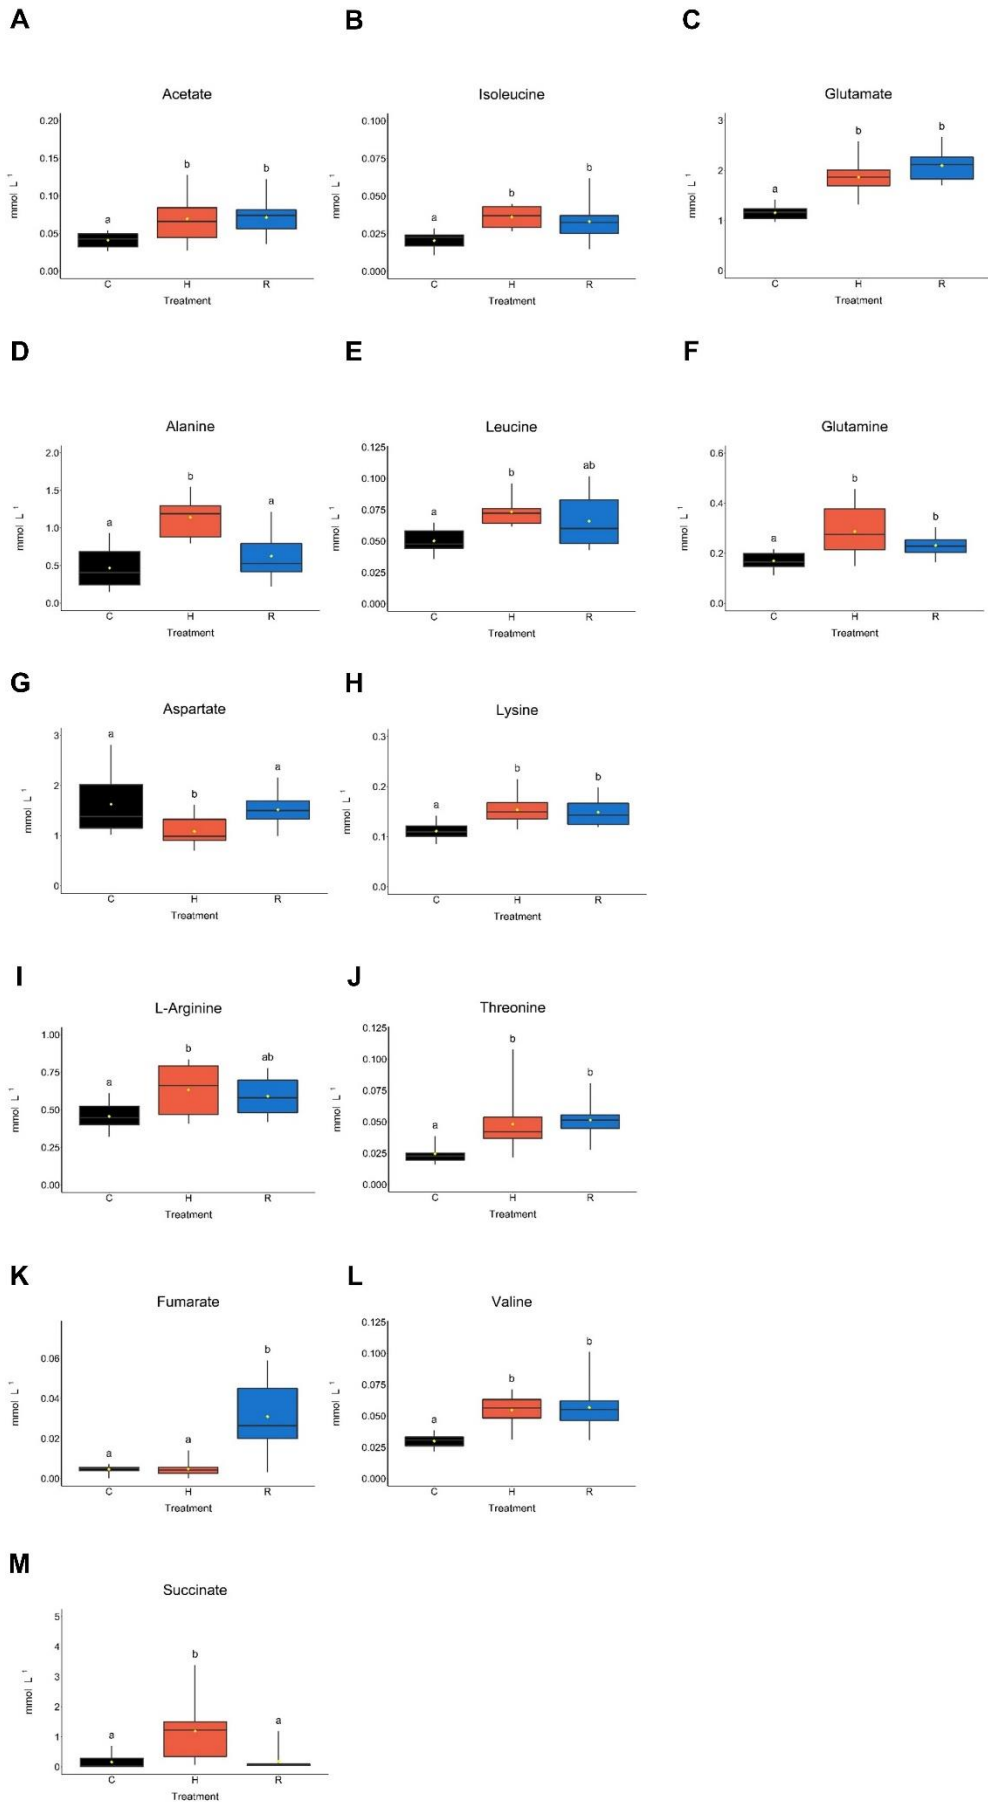 A
B
C
Acetate
Isoleucine
Glutamate
0.20
0.15
0.10
0.05
0.00
mmol L⁻¹
a
b
b
C
H
R
Treatment
0.100
0.075
0.050
0.025
0.000
mmol L⁻¹
a
b
b
C
H
R
Treatment
3
2
1
0
mmol L⁻¹
a
b
b
C
H
R
Treatment
D
E
F
Alanine
Leucine
Glutamine
2.0
1.5
1.0
0.5
0.0
mmol L⁻¹
a
b
a
C
H
R
Treatment
0.125
0.100
0.075
0.050
0.025
0.000
mmol L⁻¹
a
b
ab
C
H
R
Treatment
0.6
0.4
0.2
0.0
mmol L⁻¹
a
b
b
C
H
R
Treatment
G
H
Aspartate
Lysine
3
2
1
0
mmol L⁻¹
a
b
a
C
H
R
Treatment
0.3
0.2
0.1
0.0
mmol L⁻¹
a
b
b
C
H
R
Treatment
I
J
L-Arginine
Threonine
1.00
0.75
0.50
0.25
0.00
mmol L⁻¹
a
b
ab
C
H
R
Treatment
0.125
0.100
0.075
0.050
0.025
0.000
mmol L⁻¹
a
b
b
C
H
R
Treatment
K
L
Fumarate
Valine
0.06
0.04
0.02
0.00
mmol L⁻¹
a
a
b
C
H
R
Treatment
0.125
0.100
0.075
0.050
0.025
0.000
mmol L⁻¹
a
b
b
C
H
R
Treatment
M
Succinate
5
4
3
2
1
0
mmol L⁻¹
a
b
a
C
H
R
Treatment